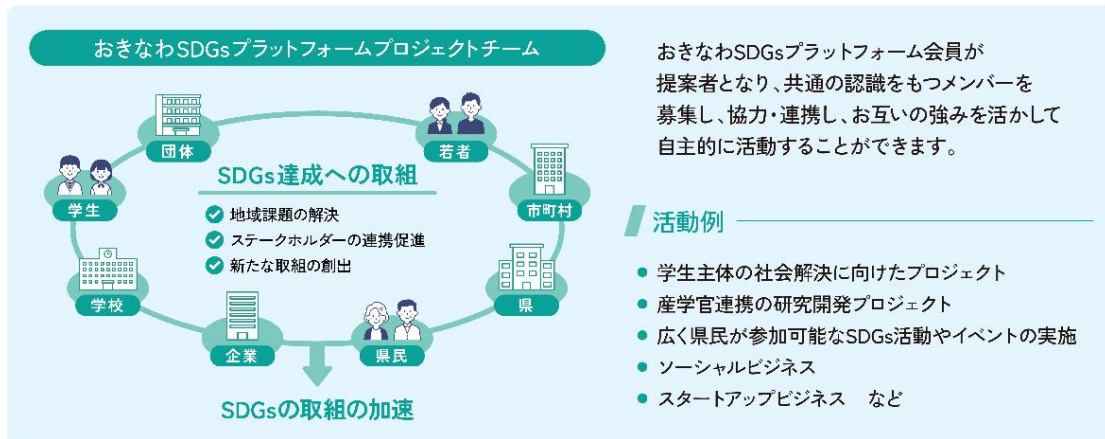 おきなわSDGsプラットフォームプロジェクトチーム
団体
若者
学生
市町村
学校
県
企業
県民
SDGs達成への取組
地域課題の解決
ステークホルダーの連携促進
新たな取組の創出
SDGsの取組の加速
おきなわSDGsプラットフォーム会員が
提案者となり、共通の認識をもつメンバーを
募集し、協力・連携し、お互いの強みを活かして
自主的に活動することができます。
活動例
● 学生主体の社会解決に向けたプロジェクト
● 産学官連携の研究開発プロジェクト
● 広く県民が参加可能なSDGs活動やイベントの実施
● ソーシャルビジネス
● スタートアップビジネス　など